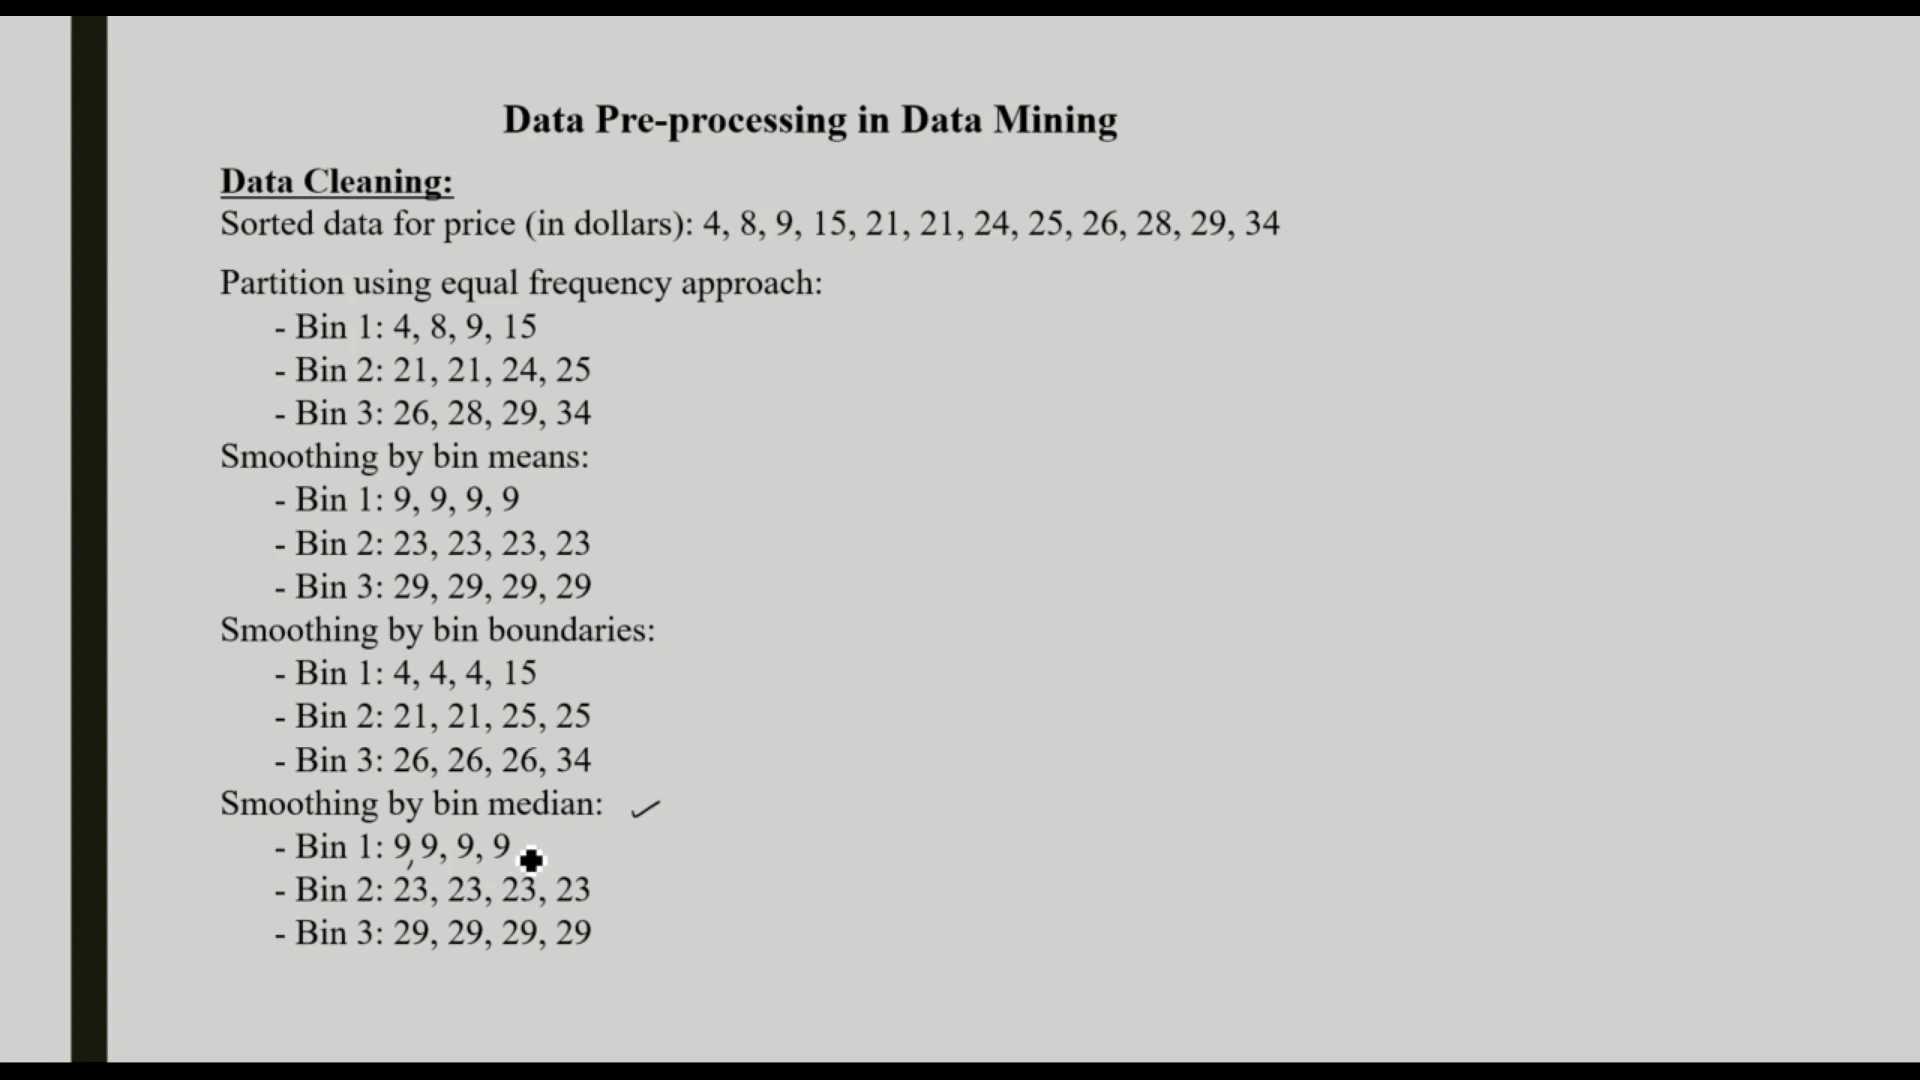 Data Pre-processing in Data Mining
Data Cleaning:
Sorted data for price (in dollars): 4, 8, 9, 15, 21, 21, 24, 25, 26, 28, 29, 34
Partition using equal frequency approach:
- Bin 1: 4, 8, 9, 15
- Bin 2: 21, 21, 24, 25
- Bin 3: 26, 28, 29, 34
Smoothing by bin means:
- Bin 1: 9, 9, 9, 9
- Bin 2: 23, 23, 23, 23
- Bin 3: 29, 29, 29, 29
Smoothing by bin boundaries:
- Bin 1: 4, 4, 4, 15
- Bin 2: 21, 21, 25, 25
- Bin 3: 26, 26, 26, 34
Smoothing by bin median: ✓
- Bin 1: 9, 9, 9, 9
- Bin 2: 23, 23, 23, 23
- Bin 3: 29, 29, 29, 29